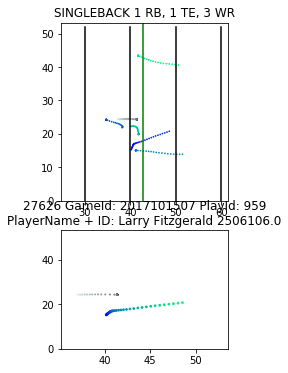 SINGLEBACK 1 RB, 1 TE, 3 WR
50
40
30
20
10
0
30 40 50 60
27626 GameId: 2017101507 PlayId: 959
PlayerName + ID: Larry Fitzgerald 2506106.0
40
20
0
40 45 50